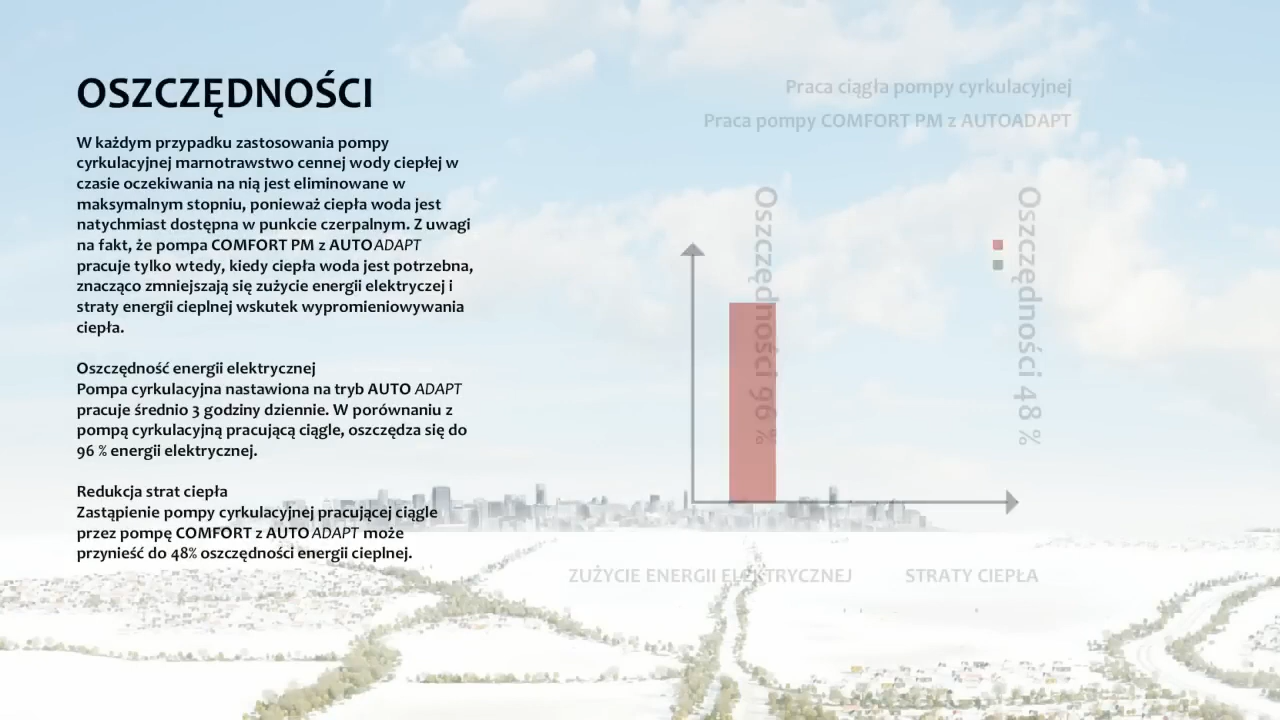 OSZCZĘDNOŚCI
W każdym przypadku zastosowania pompy
cyrkulacyjnej marnotrawstwo cennej wody ciepłej w
czasie oczekiwania na nią jest eliminowane w
maksymalnym stopniu, ponieważ ciepła woda jest
natychmiast dostępna w punkcie czerpalnym. Z uwagi
na fakt, że pompa COMFORT PM z AUTOADAPT
pracuje tylko wtedy, kiedy ciepła woda jest potrzebna,
znacząco zmniejszają się zużycie energii elektryczej i
straty energii cieplnej wskutek wypromieniowywania
ciepła.
Oszczędność energii elektrycznej
Pompa cyrkulacyjna nastawiona na tryb AUTO ADAPT
pracuje średnio 3 godziny dziennie. W porównaniu z
pompą cyrkulacyjną pracującą ciągle, oszczędza się do
96 % energii elektrycznej.
Redukcja strat ciepła
Zastąpienie pompy cyrkulacyjnej pracującej ciągle
przez pompę COMFORT z AUTOADAPT może
przynieść do 48% oszczędności energii cieplnej.
Praca ciągła pompy cyrkulacyjnej
Praca pompy COMFORT PM z AUTOADAPT
Oszczędności 96 %
Oszczędności 48 %
ZUŻYCIE ENERGII ELEKTRYCZNEJ
STRATY CIEPŁA